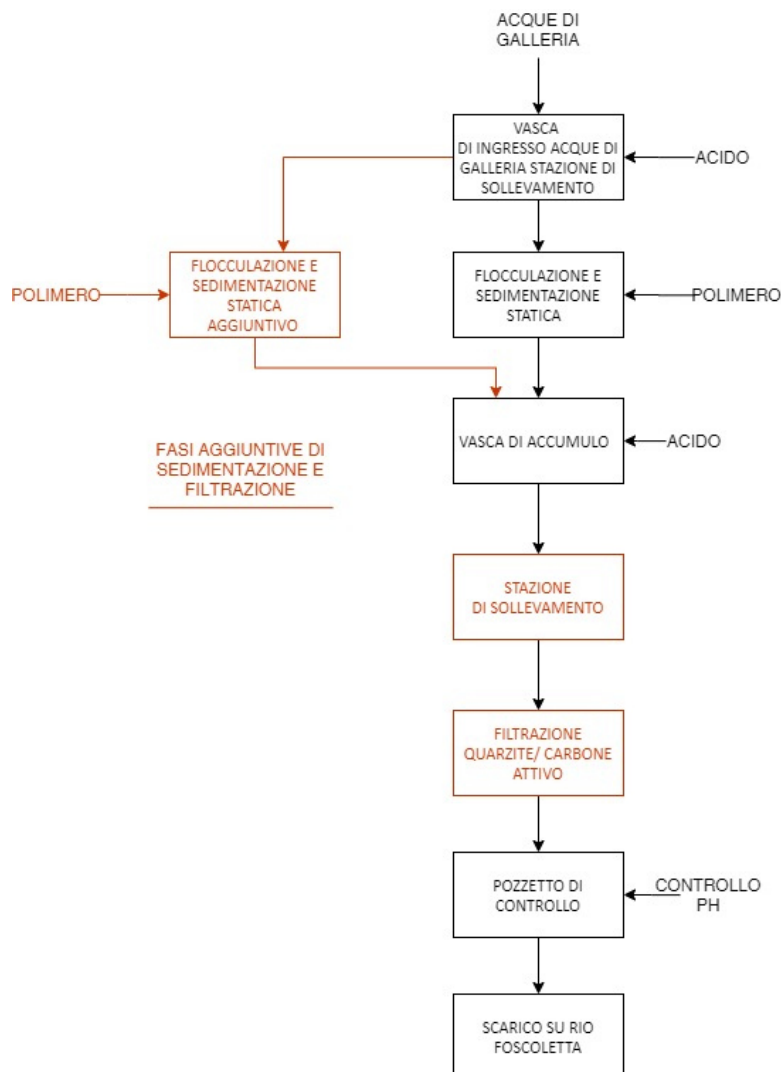 ACQUE DI
GALLERIA
VASCA
DI INGRESSO ACQUE DI
GALLERIA STAZIONE DI
SOLLEVAMENTO
ACIDO
POLIMERO
FLOCCULAZIONE E
SEDIMENTAZIONE
STATICA
AGGIUNTIVO
FLOCCULAZIONE E
SEDIMENTAZIONE
STATICA
POLIMERO
VASCA DI ACCUMULO
ACIDO
FASI AGGIUNTIVE DI
SEDIMENTAZIONE E
FILTRAZIONE
STAZIONE
DI SOLLEVAMENTO
FILTRAZIONE
QUARZITE/ CARBONE
ATTIVO
POZZETTO DI
CONTROLLO
CONTROLLO
PH
SCARICO SU RIO
FOSCOLETTA